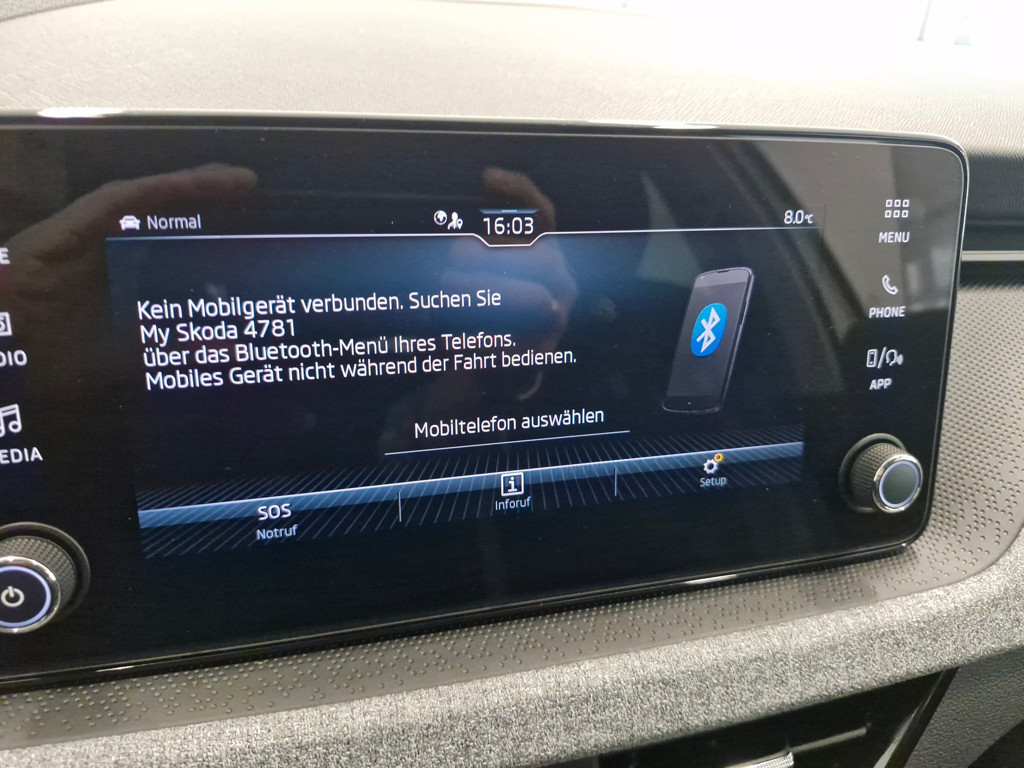 Normal
16:03
8.0°C
MENU
PHONE
APP
E
DIO
EDIA
Kein Mobilgerät verbunden. Suchen Sie
My Skoda 4781
über das Bluetooth-Menü Ihres Telefons.
Mobiles Gerät nicht während der Fahrt bedienen.
Mobiltelefon auswählen
SOS
Notruf
i
Inforuf
Setup